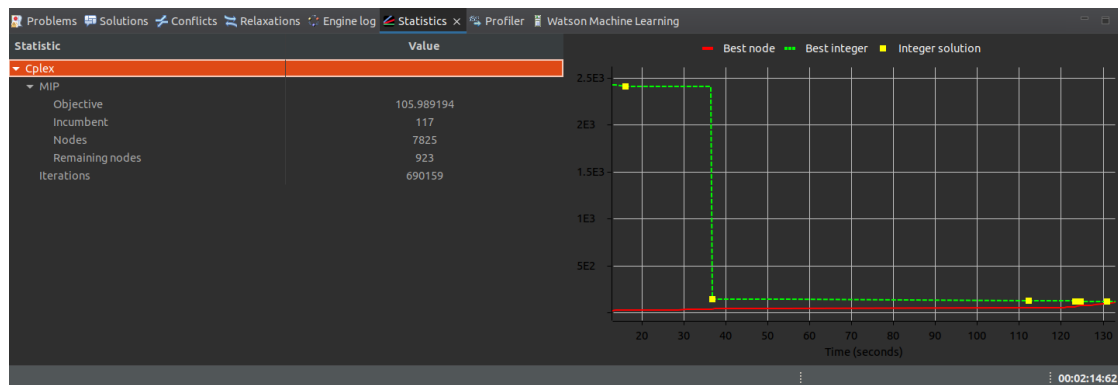 Problems Solutions Conflicts Relaxations Engine log Statistics × Profiler Watson Machine Learning
Statistic Value
Cplex
MIP
Objective 105.989194
Incumbent 117
Nodes 7825
Remaining nodes 923
Iterations 690159
Best node Best integer Integer solution
2.5E3
2E3
1.5E3
1E3
5E2
20 30 40 50 60 70 80 90 100 110 120 130
Time (seconds)
00:02:14:62